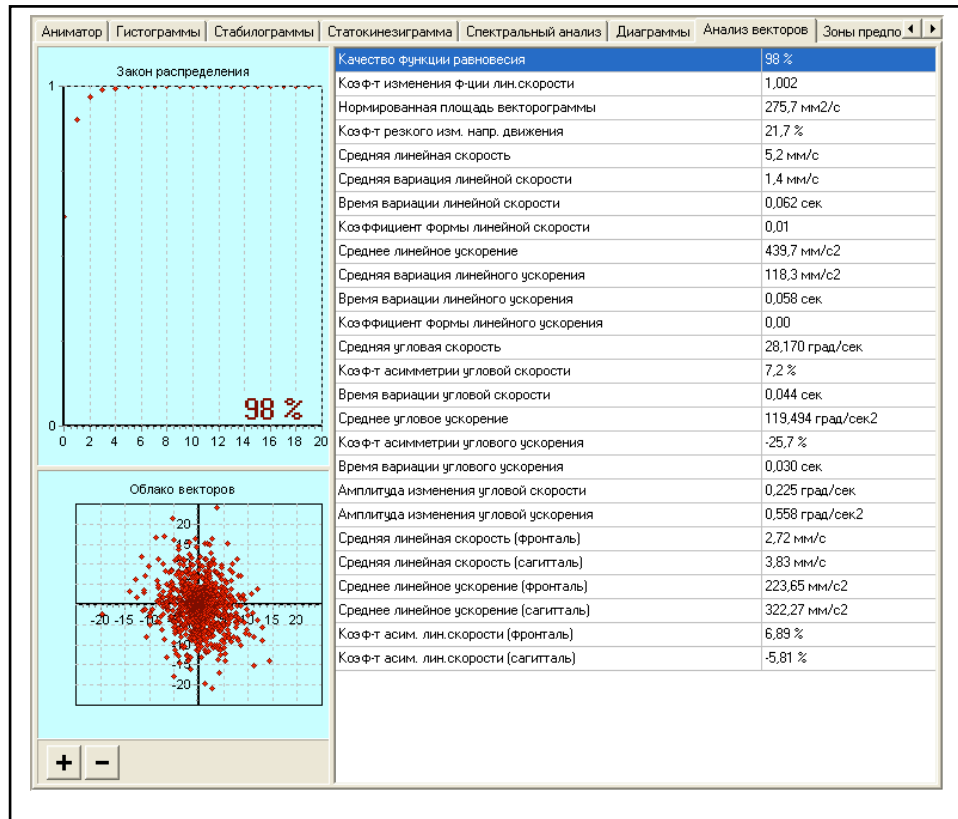 Аниматор Гистограммы Стабилограммы Статокинезиграмма Спектральный анализ Диаграммы Анализ векторов Зоны предпо
Закон распределения
1
98 %
0
0 2 4 6 8 10 12 14 16 18 20
Облако векторов
20
15
-20 -15 -10 10 15 20
-10
-15
-20
+ −
Качество функции равновесия 98 %
Коэф-т изменения ф-ции лин.скорости 1,002
Нормированная площадь векторограммы 275,7 мм2/с
Коэф-т резкого изм. напр. движения 21,7 %
Средняя линейная скорость 5,2 мм/с
Средняя вариация линейной скорости 1,4 мм/с
Время вариации линейной скорости 0,062 сек
Коэффициент формы линейной скорости 0,01
Среднее линейное ускорение 439,7 мм/с2
Средняя вариация линейного ускорения 118,3 мм/с2
Время вариации линейного ускорения 0,058 сек
Коэффициент формы линейного ускорения 0,00
Средняя угловая скорость 28,170 град/сек
Коэф-т асимметрии угловой скорости 7,2 %
Время вариации угловой скорости 0,044 сек
Среднее угловое ускорение 119,494 град/сек2
Коэф-т асимметрии углового ускорения -25,7 %
Время вариации углового ускорения 0,030 сек
Амплитуда изменения угловой скорости 0,225 град/сек
Амплитуда изменения угловой ускорения 0,558 град/сек2
Средняя линейная скорость (фронталь) 2,72 мм/с
Средняя линейная скорость (сагитталь) 3,83 мм/с
Среднее линейное ускорение (фронталь) 223,65 мм/с2
Среднее линейное ускорение (сагитталь) 322,27 мм/с2
Коэф-т асим. лин.скорости (фронталь) 6,89 %
Коэф-т асим. лин.скорости (сагитталь) -5,81 %